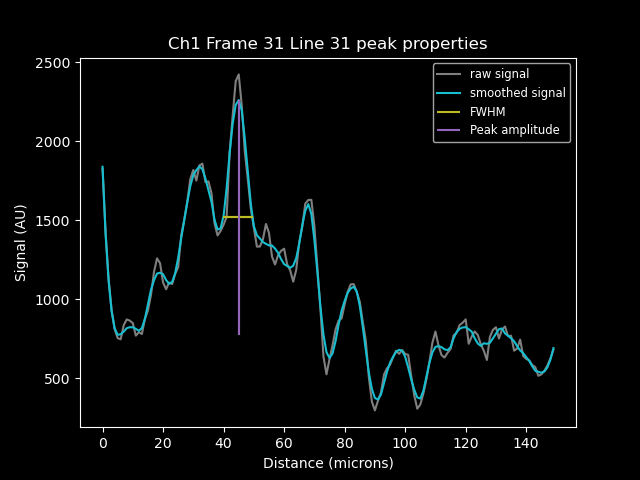 Ch1 Frame 31 Line 31 peak properties
raw signal
smoothed signal
FWHM
Peak amplitude
Signal (AU)
2500
2000
1500
1000
500
0 20 40 60 80 100 120 140
Distance (microns)